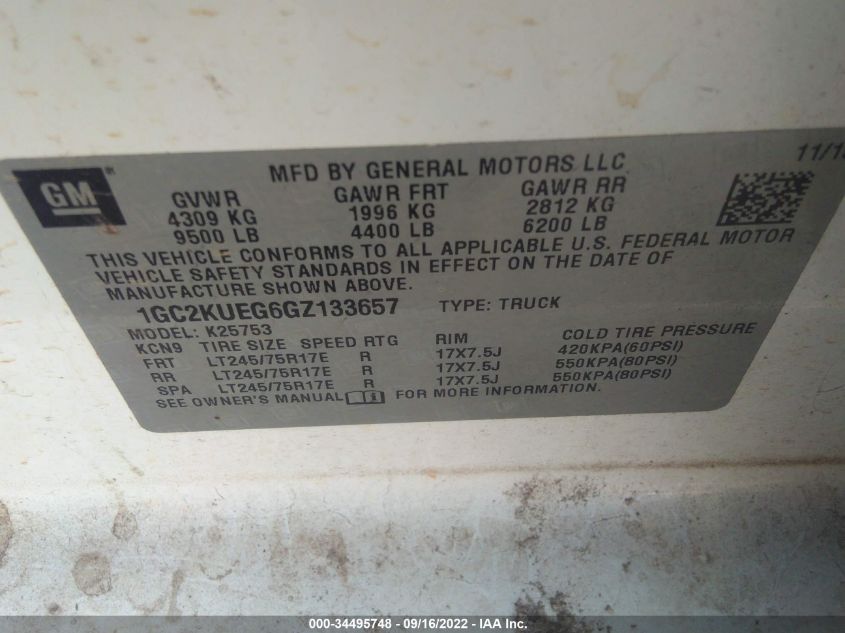 GM
MFD BY GENERAL MOTORS LLC
GVWR GAWR FRT GAWR RR
4309 KG 1996 KG 2812 KG
9500 LB 4400 LB 6200 LB
THIS VEHICLE CONFORMS TO ALL APPLICABLE U.S. FEDERAL MOTOR
VEHICLE SAFETY STANDARDS IN EFFECT ON THE DATE OF
MANUFACTURE SHOWN ABOVE.
1GC2KUEG6GZ133657 TYPE: TRUCK
MODEL: K25753
KCN9 TIRE SIZE SPEED RTG RIM COLD TIRE PRESSURE
FRT LT245/75R17E R 17X7.5J 420KPA(60PSI)
RR LT245/75R17E R 17X7.5J 550KPA(80PSI)
SPA LT245/75R17E R 17X7.5J 550KPA(80PSI)
SEE OWNER'S MANUAL FOR MORE INFORMATION.
000-34495748 - 09/16/2022 - IAA Inc.